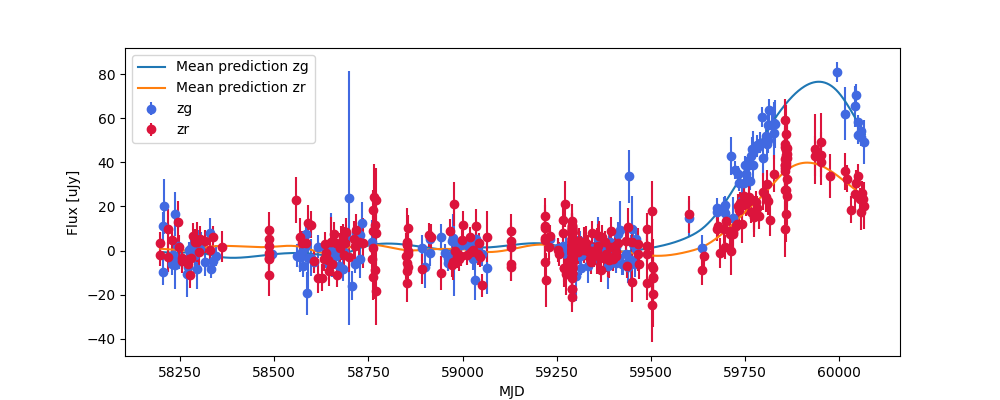 Mean prediction zg
Mean prediction zr
zg
zr
Flux [uJy]
80
60
40
20
0
−20
−40
58250
58500
58750
59000
59250
59500
59750
60000
MJD